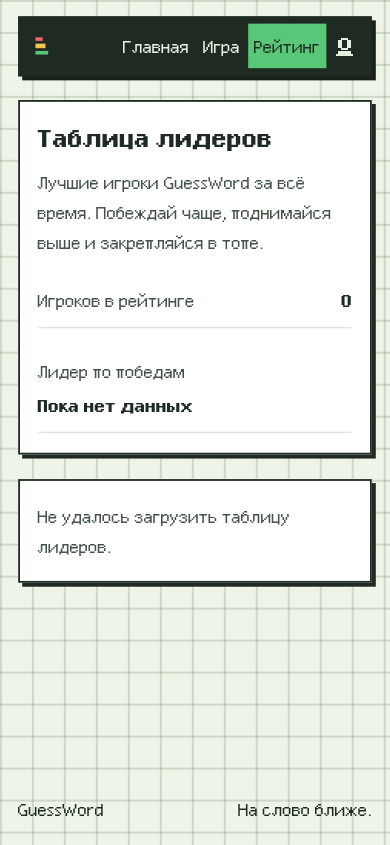 Главная Игра Рейтинг
Таблица лидеров
Лучшие игроки GuessWord за всё
время. Побеждай чаще, поднимайся
выше и закрепляйся в топе.
Игроков в рейтинге 0
Лидер по победам
Пока нет данных
Не удалось загрузить таблицу
лидеров.
GuessWord На слово ближе.